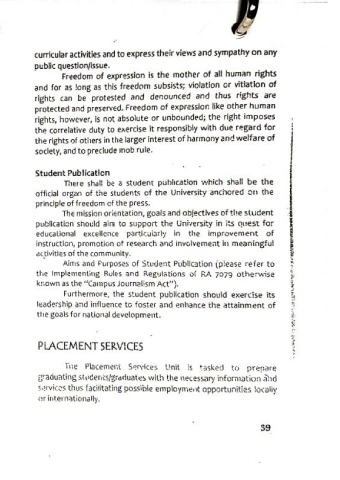 curricular activities and to express their views and sympathy on any
public question/issue.
Freedom of expression is the mother of all human rights
and for as long as this freedom subsists; violation or vitiation of
rights can be protested and denounced and thus rights are
protected and preserved. Freedom of expression like other human
rights, however, is not absolute or unbounded; the right imposes
the correlative duty to exercise it responsibly with due regard for
the rights of others in the larger interest of harmony and welfare of
society, and to preclude mob rule.
Student Publication
There shall be a student publication which shall be the
official organ of the students of the University anchored on the
principle of freedom of the press.
The mission orientation, goals and objectives of the student
publication should aim to support the University in its quest for
educational excellence particularly in the improvement of
instruction, promotion of research and involvement in meaningful
activities of the community.
Aims and Purposes of Student Publication (please refer to
the Implementing Rules and Regulations of RA 7079 otherwise
known as the "Campus Journalism Act").
Furthermore, the student publication should exercise its
leadership and influence to foster and enhance the attainment of
the goals for national development.
PLACEMENT SERVICES
The Placement Services Unit is tasked to prepare
graduating students/graduates with the necessary information and
services thus facilitating possible employment opportunities locally
or internationally.
39